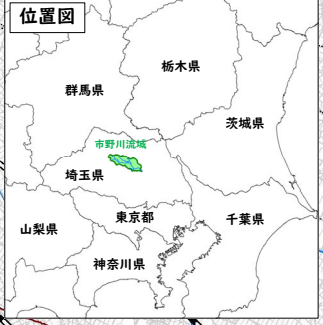 位置図
栃木県
群馬県
茨城県
市野川流域
埼玉県
東京都
千葉県
山梨県
神奈川県